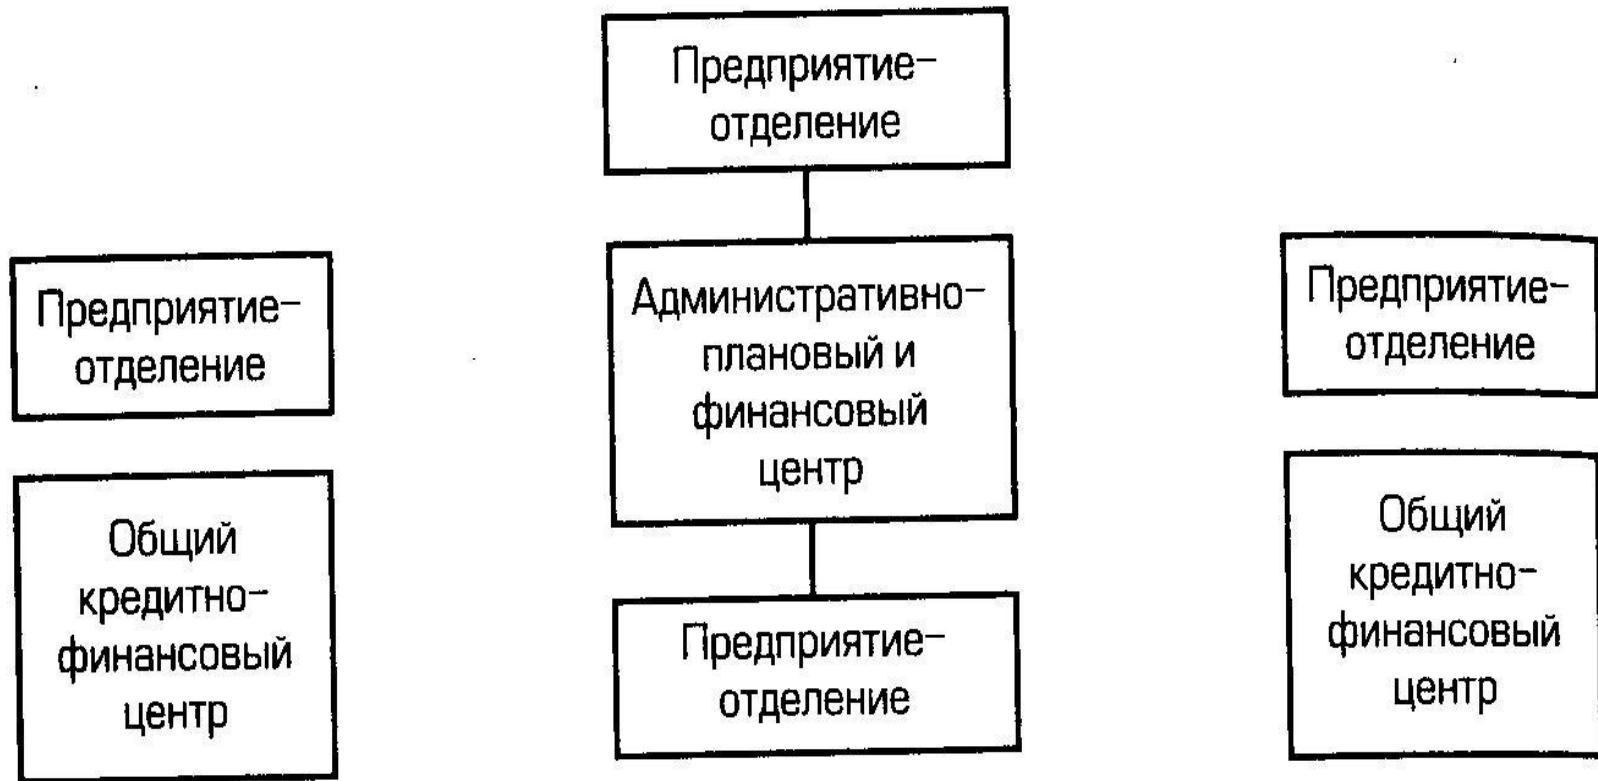 Предприятие-
отделение
Предприятие-
отделение
Общий
кредитно-
финансовый
центр
Административно-
плановый и
финансовый
центр
Предприятие-
отделение
Предприятие-
отделение
Общий
кредитно-
финансовый
центр